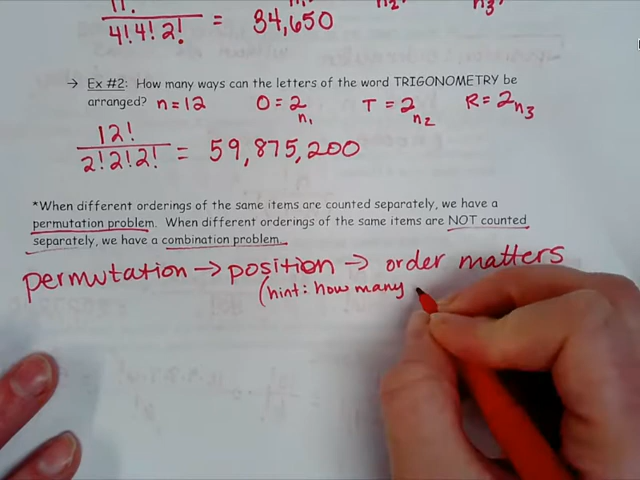 11!
4!4!2! = 34,650
n2
n3
→ Ex #2: How many ways can the letters of the word TRIGONOMETRY be
arranged? n=12 O=2 n1 T=2 n2 R=2 n3
12!
2!2!2! = 59,875,200
*When different orderings of the same items are counted separately, we have a
permutation problem. When different orderings of the same items are NOT counted
separately, we have a combination problem.
permutation → position → order matters
(hint: how many